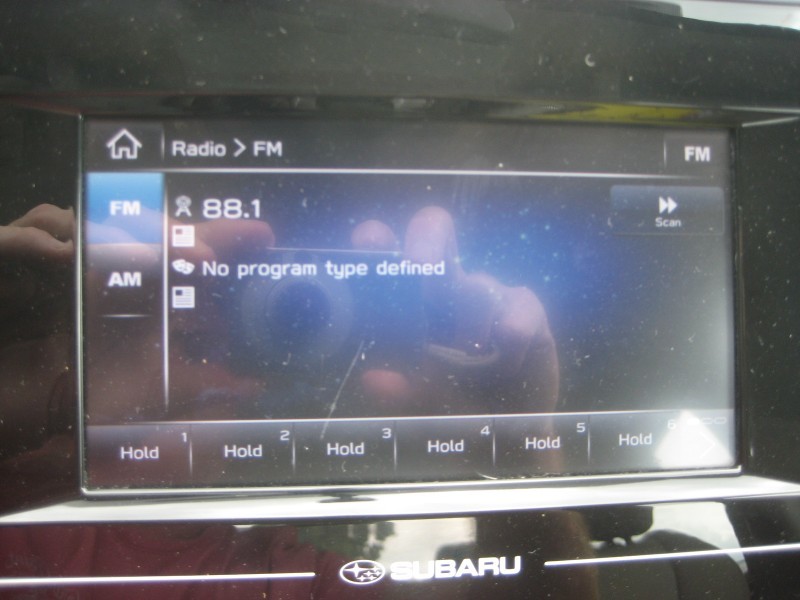 Radio > FM FM
FM 88.1
Scan
AM No program type defined
Hold 1 Hold 2 Hold 3 Hold 4 Hold 5 Hold 6
SUBARU